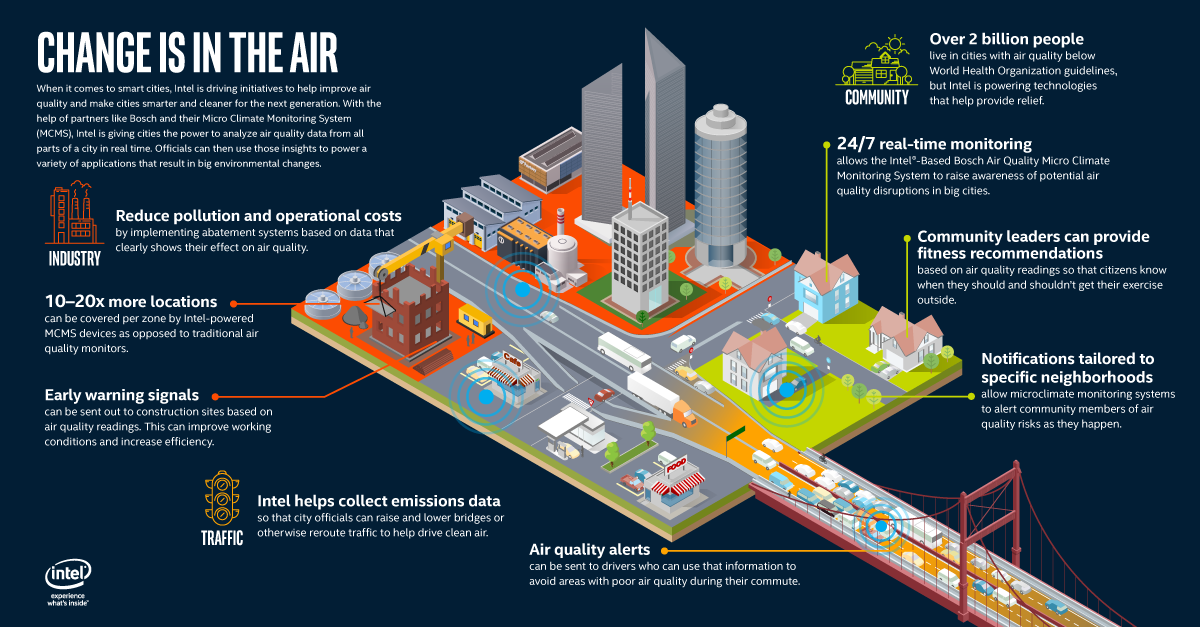 CHANGE IS IN THE AIR
When it comes to smart cities, Intel is driving initiatives to help improve air
quality and make cities smarter and cleaner for the next generation. With the
help of partners like Bosch and their Micro Climate Monitoring System
(MCMS), Intel is giving cities the power to analyze air quality data from all
parts of a city in real time. Officials can then use those insights to power a
variety of applications that result in big environmental changes.
INDUSTRY
Reduce pollution and operational costs
by implementing abatement systems based on data that
clearly shows their effect on air quality.
10–20x more locations
can be covered per zone by Intel-powered
MCMS devices as opposed to traditional air
quality monitors.
Early warning signals
can be sent out to construction sites based on
air quality readings. This can improve working
conditions and increase efficiency.
TRAFFIC
Intel helps collect emissions data
so that city officials can raise and lower bridges or
otherwise reroute traffic to help drive clean air.
Air quality alerts
can be sent to drivers who can use that information to
avoid areas with poor air quality during their commute.
COMMUNITY
Over 2 billion people
live in cities with air quality below
World Health Organization guidelines,
but Intel is powering technologies
that help provide relief.
24/7 real-time monitoring
allows the Intel®-Based Bosch Air Quality Micro Climate
Monitoring System to raise awareness of potential air
quality disruptions in big cities.
Community leaders can provide
fitness recommendations
based on air quality readings so that citizens know
when they should and shouldn't get their exercise
outside.
Notifications tailored to
specific neighborhoods
allow microclimate monitoring systems
to alert community members of air
quality risks as they happen.
Cafe
FOOD
intel
experience
what's inside™